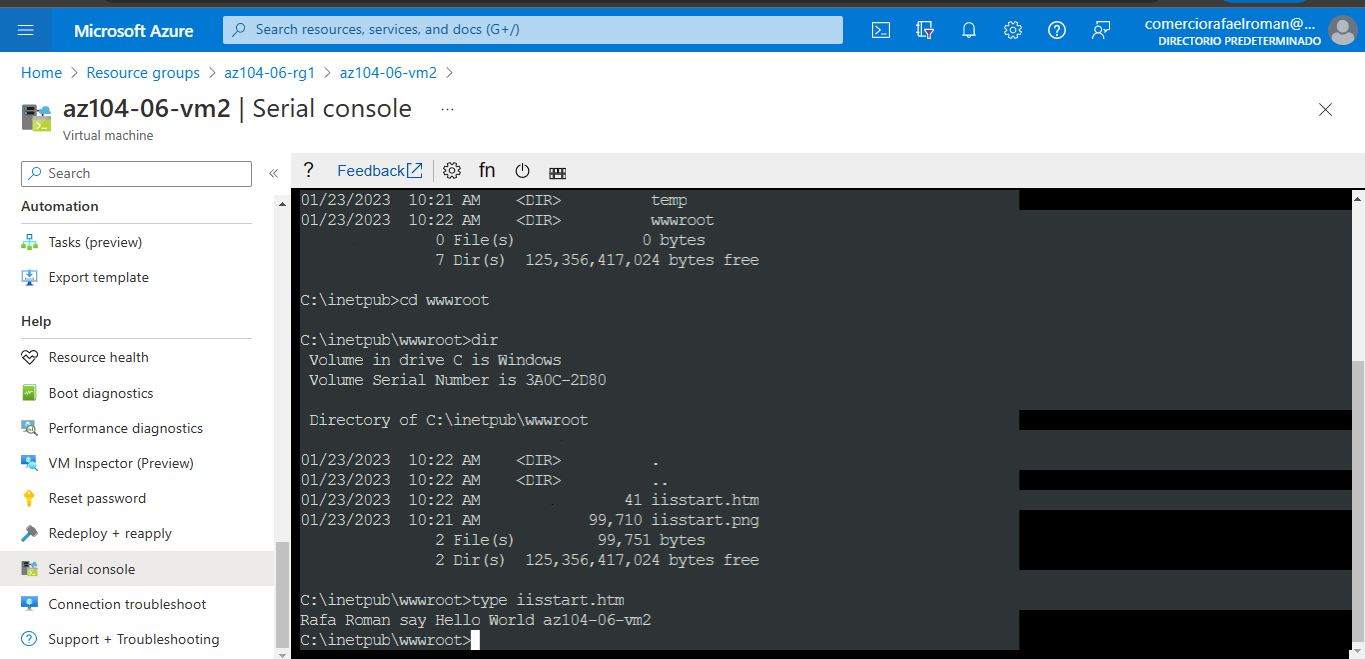 Microsoft Azure
Search resources, services, and docs (G+/)
comerciorafaelroman@...
DIRECTORIO PREDETERMINADO
Home > Resource groups > az104-06-rg1 > az104-06-vm2 >
az104-06-vm2 | Serial console ...
Virtual machine
Search
«
? Feedback fn
Automation
Tasks (preview)
Export template
Help
Resource health
Boot diagnostics
Performance diagnostics
VM Inspector (Preview)
Reset password
Redeploy + reapply
Serial console
Connection troubleshoot
Support + Troubleshooting
01/23/2023  10:21 AM    <DIR>          temp
01/23/2023  10:22 AM    <DIR>          wwwroot
               0 File(s)              0 bytes
               7 Dir(s)  125,356,417,024 bytes free
C:\inetpub>cd wwwroot
C:\inetpub\wwwroot>dir
 Volume in drive C is Windows
 Volume Serial Number is 3A0C-2D80
 Directory of C:\inetpub\wwwroot
01/23/2023  10:22 AM    <DIR>          .
01/23/2023  10:22 AM    <DIR>          ..
01/23/2023  10:22 AM                41 iisstart.htm
01/23/2023  10:21 AM            99,710 iisstart.png
               2 File(s)         99,751 bytes
               2 Dir(s)  125,356,417,024 bytes free
C:\inetpub\wwwroot>type iisstart.htm
Rafa Roman say Hello World az104-06-vm2
C:\inetpub\wwwroot>